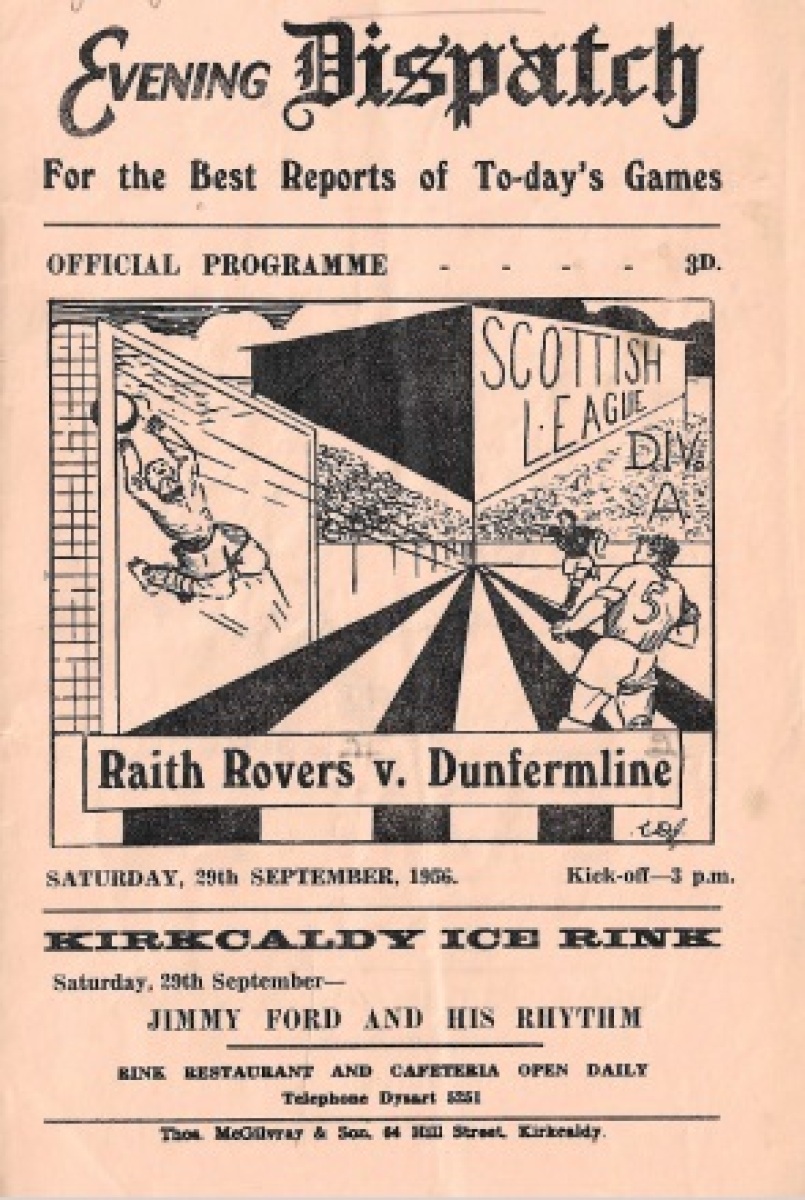 EVENING Dispatch
For the Best Reports of To-day's Games
OFFICIAL PROGRAMME - - - - 3D.
SCOTTISH
LEAGUE
DIV.
A
5
Raith Rovers v. Dunfermline
SATURDAY, 29th SEPTEMBER, 1956. Kick-off—3 p.m.
KIRKCALDY ICE RINK
Saturday, 29th September—
JIMMY FORD AND HIS RHYTHM
RINK RESTAURANT AND CAFETERIA OPEN DAILY
Telephone Dysart 5251
Thos. McGilvray & Son, 64 Hill Street, Kirkcaldy.